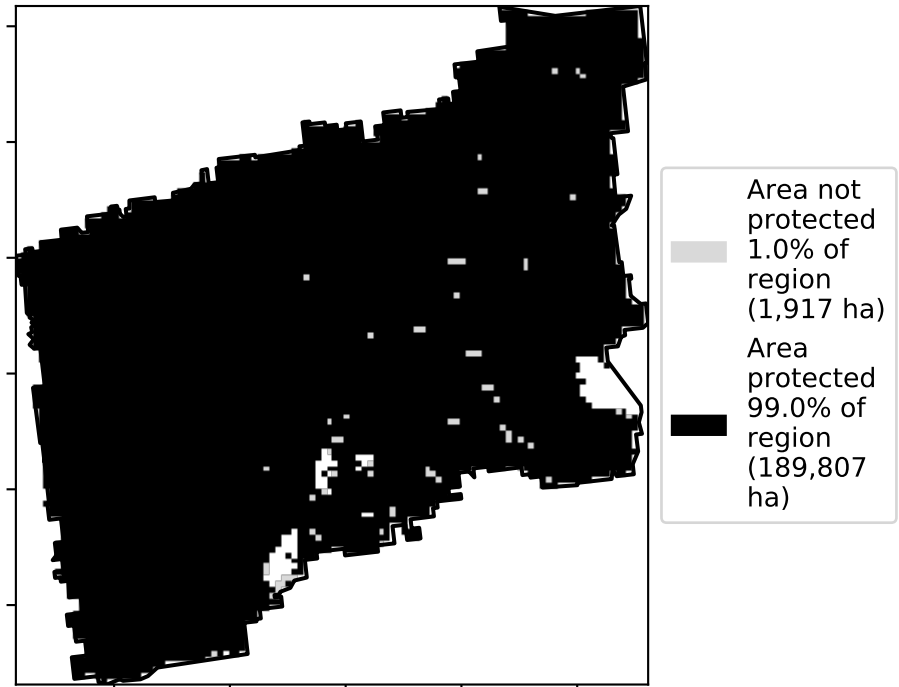 Area not
protected
1.0% of
region
(1,917 ha)
Area
protected
99.0% of
region
(189,807
ha)